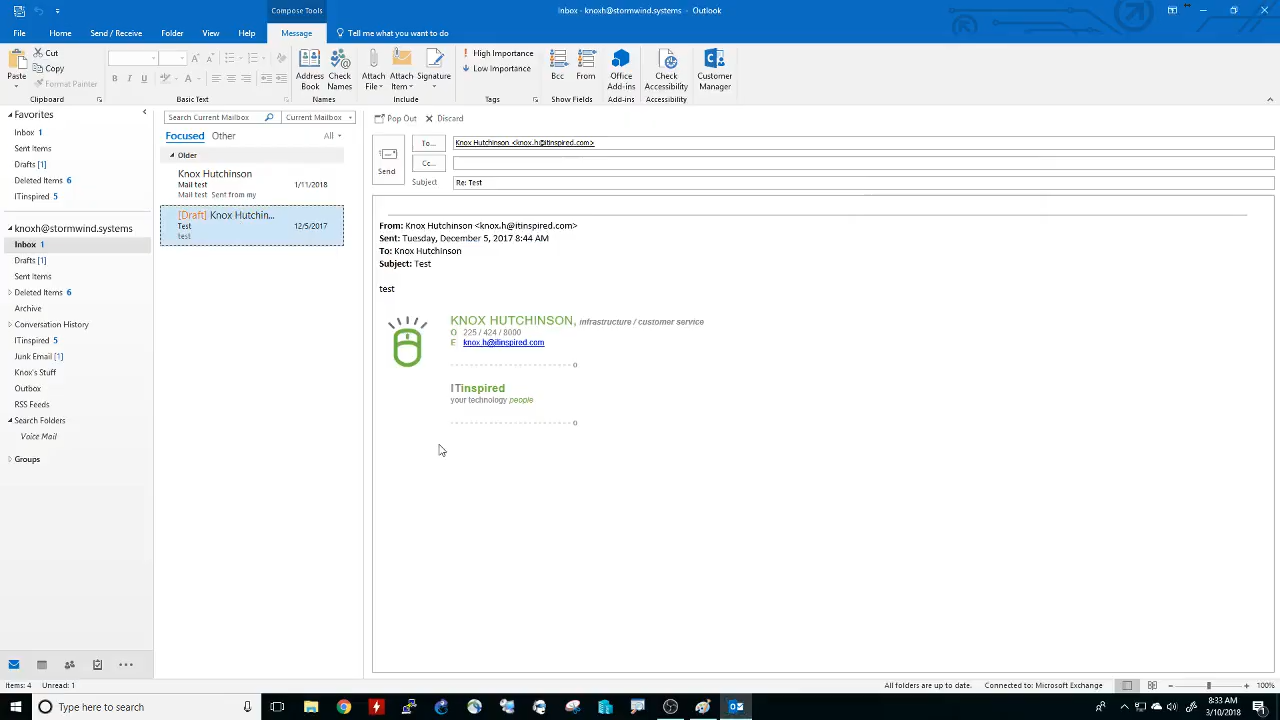 Compose Tools
Inbox - knoxh@stormwind.systems - Outlook
File Home Send / Receive Folder View Help Message Tell me what you want to do
Paste
Cut
Copy
Format Painter
Clipboard
B I U
A A
Basic Text
Address Book
Check Names
Names
Attach File
Attach Item
Signature
Include
High Importance
Low Importance
Tags
Bcc From
Show Fields
Office Add-ins
Add-ins
Check Accessibility
Accessibility
Customer Manager
Favorites
Inbox 1
Sent Items
Drafts [1]
Deleted Items 6
ITinspired 5
knoxh@stormwind.systems
Inbox 1
Drafts [1]
Sent Items
Deleted Items 6
Archive
Conversation History
ITinspired 5
Junk Email [1]
Knox's Stuff
Outbox
RSS Feeds
Search Folders
Voice Mail
Groups
Search Current Mailbox Current Mailbox
Focused Other All
Older
Knox Hutchinson
Mail test 1/11/2018
Mail test Sent from my
[Draft] Knox Hutchin...
Test 12/5/2017
test
Pop Out Discard
Send
To... Knox Hutchinson <knox.h@itinspired.com>
Cc...
Subject Re: Test
From: Knox Hutchinson <knox.h@itinspired.com>
Sent: Tuesday, December 5, 2017 8:44 AM
To: Knox Hutchinson
Subject: Test
test
KNOX HUTCHINSON, infrastructure / customer service
O 225 / 424 / 8000
E knox.h@itinspired.com
- - - - - - - - - - - - - - - - - - - - - - o
ITinspired
your technology people
- - - - - - - - - - - - - - - - - - - - - - o
Items: 4 Unread: 1
All folders are up to date. Connected to: Microsoft Exchange 100%
Type here to search
8:33 AM
3/10/2018